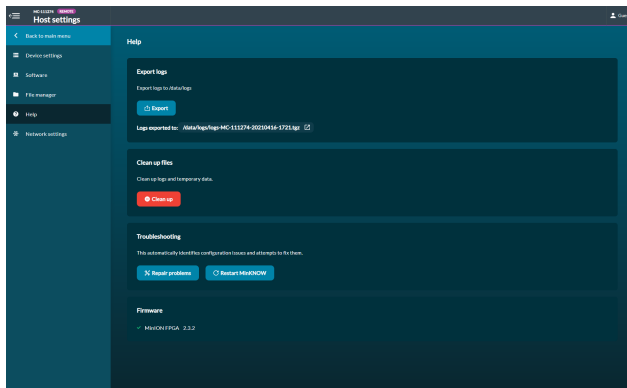 MC-111274 REMOTE
Host settings
Back to main menu
Device settings
Software
File manager
Help
Network settings
Help
Export logs
Export logs to /data/logs
Export
Logs exported to: /data/logs/logs-MC-111274-20210416-1721.tgz
Clean up files
Clean up logs and temporary data.
Clean up
Troubleshooting
This automatically identifies configuration issues and attempts to fix them.
Repair problems Restart MinKNOW
Firmware
MinION FPGA 2.3.2